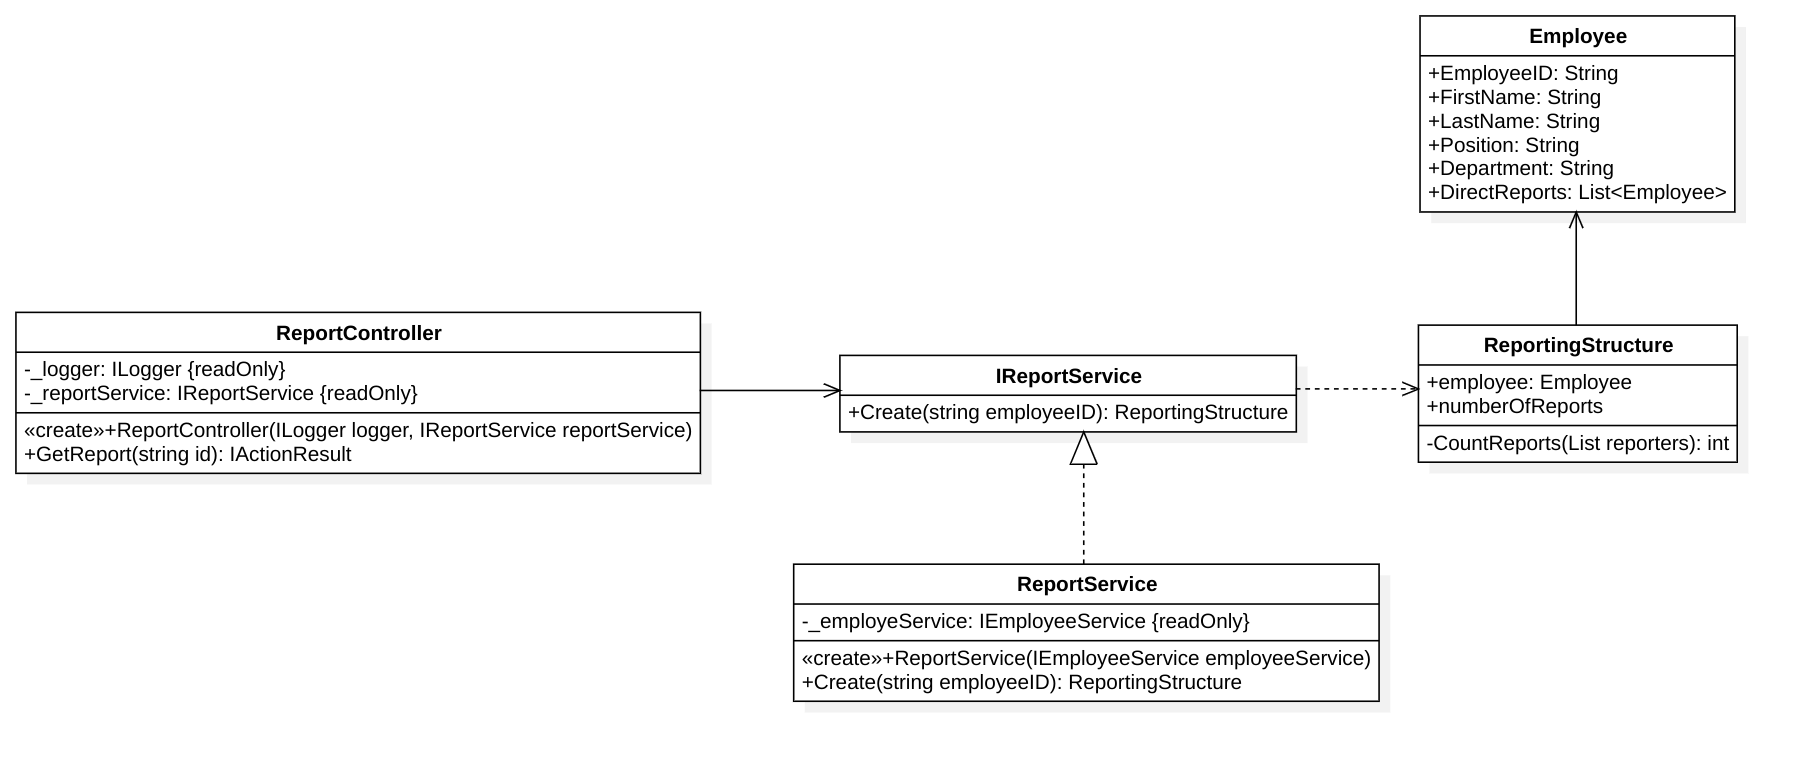 Employee
+EmployeeID: String
+FirstName: String
+LastName: String
+Position: String
+Department: String
+DirectReports: List<Employee>
ReportController
-_logger: ILogger {readOnly}
-_reportService: IReportService {readOnly}
«create»+ReportController(ILogger logger, IReportService reportService)
+GetReport(string id): IActionResult
IReportService
+Create(string employeeID): ReportingStructure
ReportingStructure
+employee: Employee
+numberOfReports
-CountReports(List reporters): int
ReportService
-_employeService: IEmployeeService {readOnly}
«create»+ReportService(IEmployeeService employeeService)
+Create(string employeeID): ReportingStructure